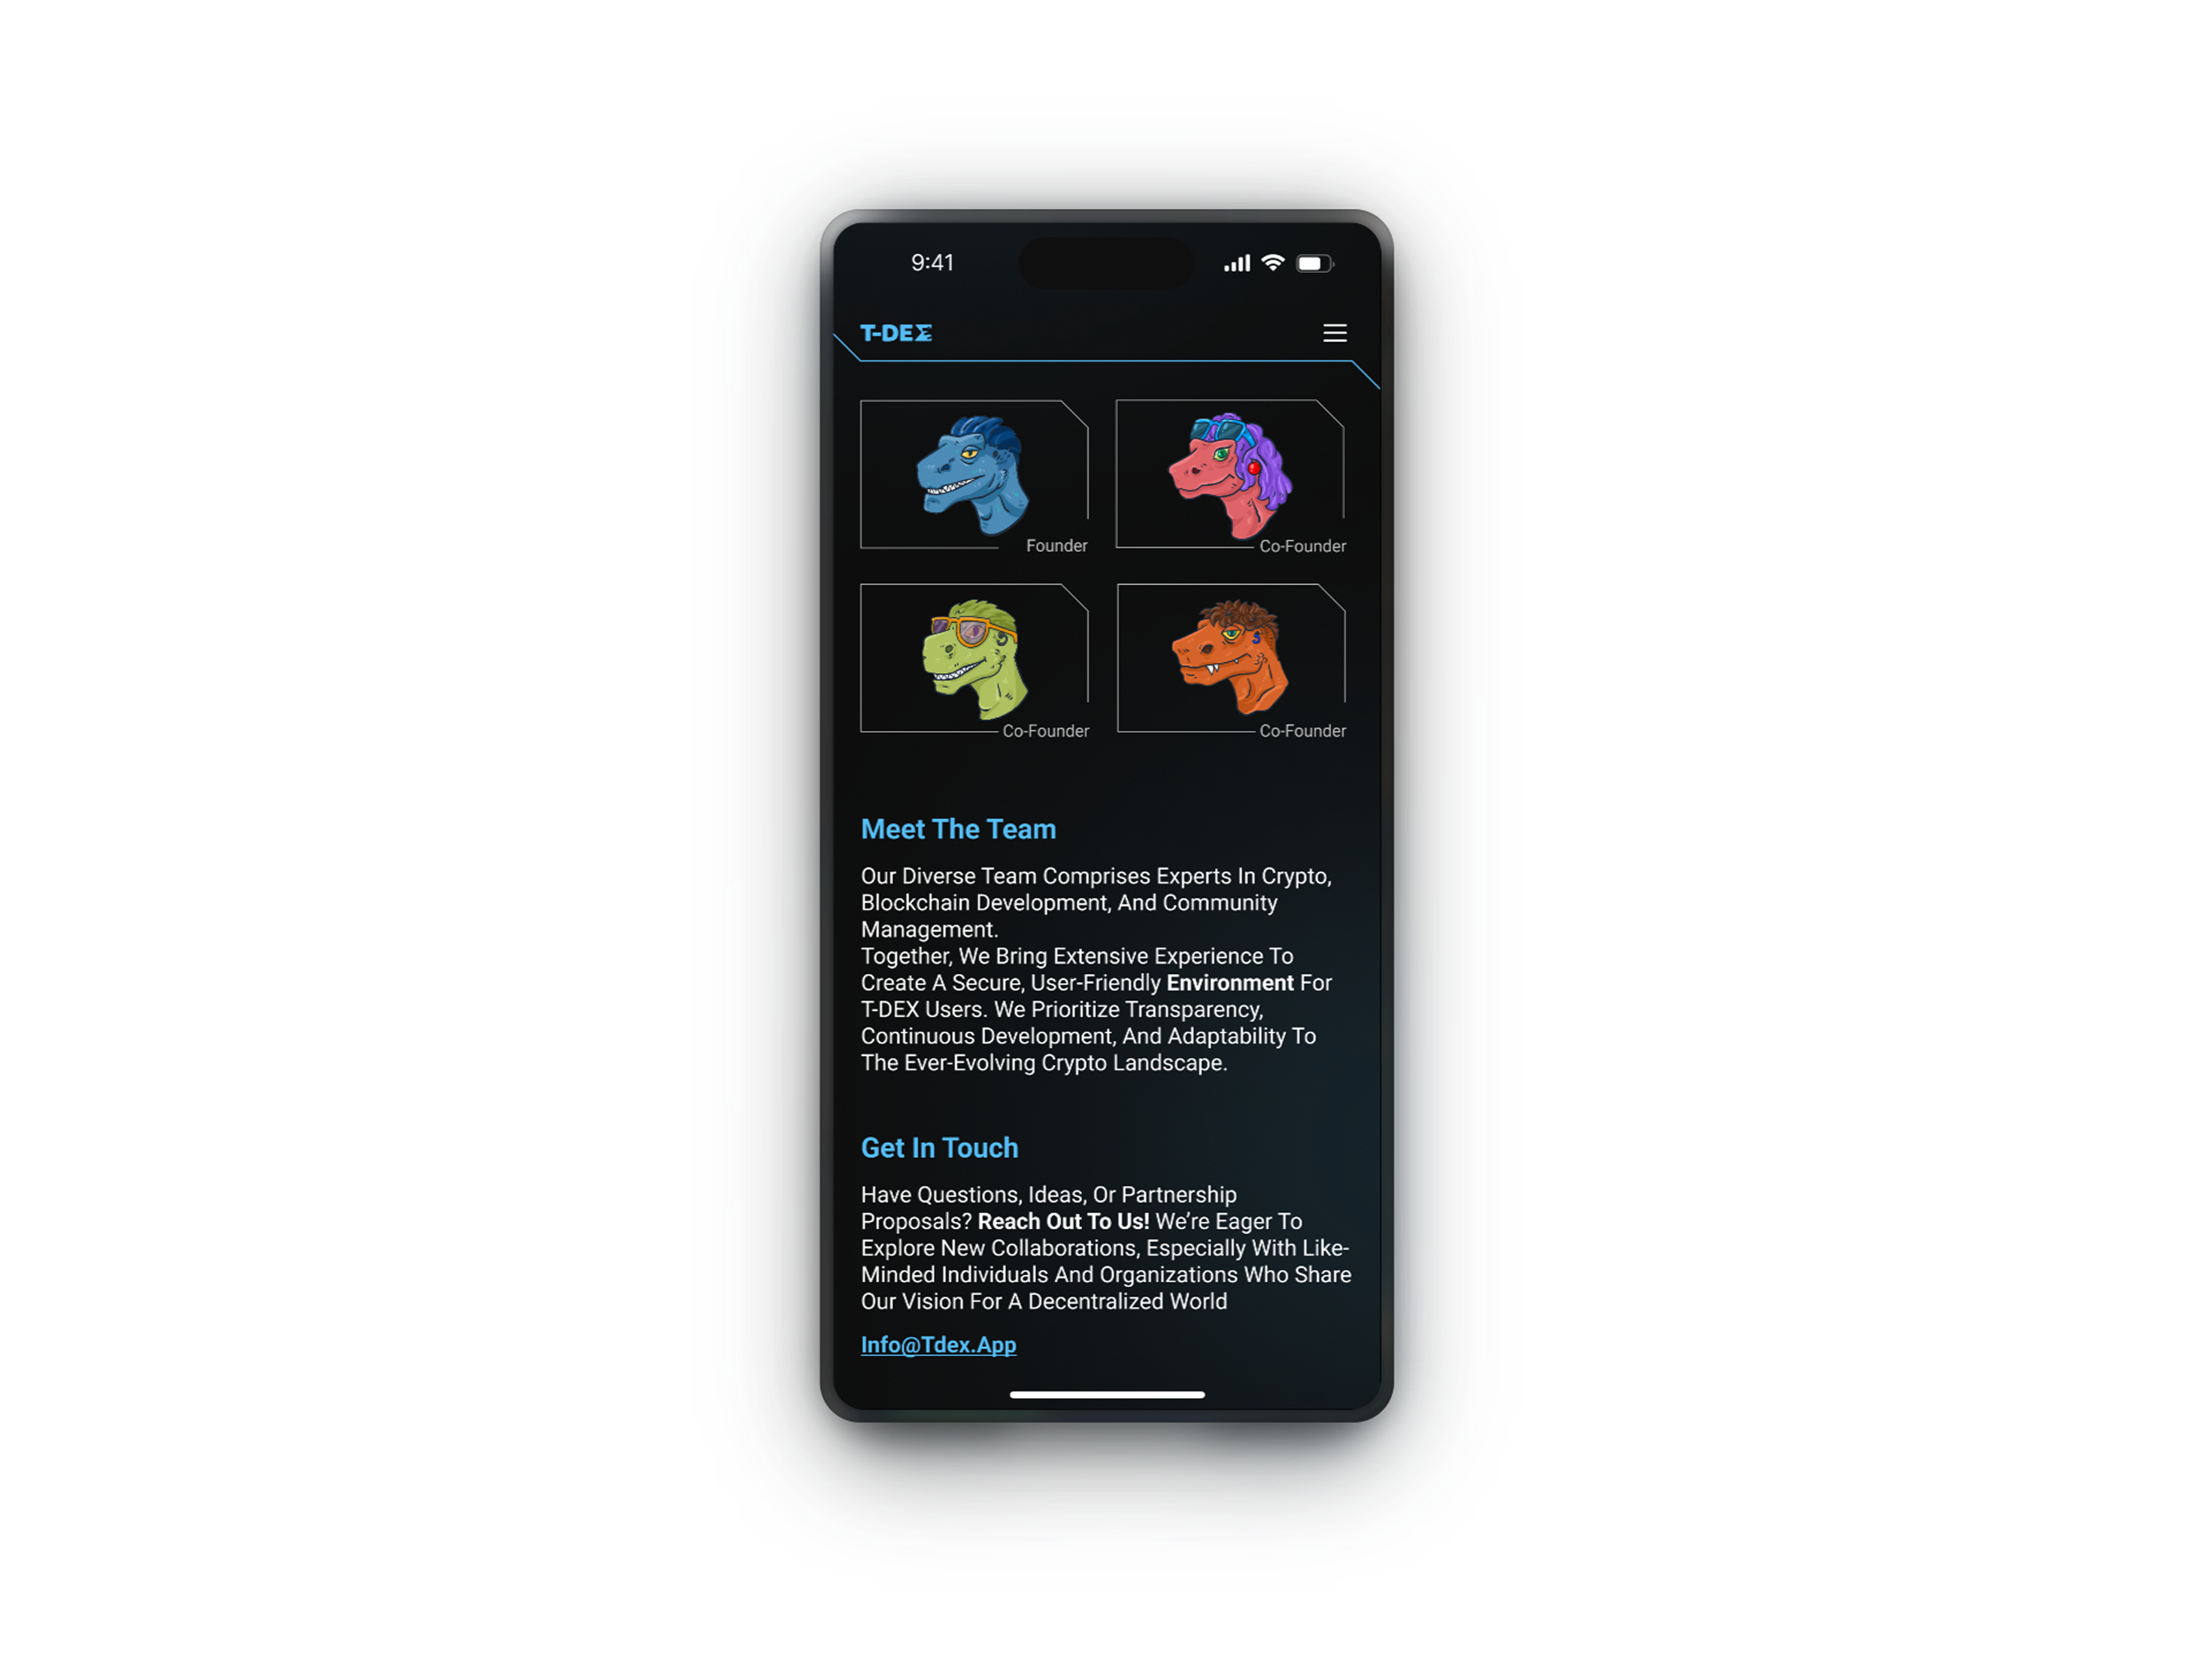 9:41
T-DEX
Founder
Co-Founder
Co-Founder
Co-Founder
Meet The Team
Our Diverse Team Comprises Experts In Crypto,
Blockchain Development, And Community
Management.
Together, We Bring Extensive Experience To
Create A Secure, User-Friendly Environment For
T-DEX Users. We Prioritize Transparency,
Continuous Development, And Adaptability To
The Ever-Evolving Crypto Landscape.
Get In Touch
Have Questions, Ideas, Or Partnership
Proposals? Reach Out To Us! We’re Eager To
Explore New Collaborations, Especially With Like-
Minded Individuals And Organizations Who Share
Our Vision For A Decentralized World
Info@Tdex.App